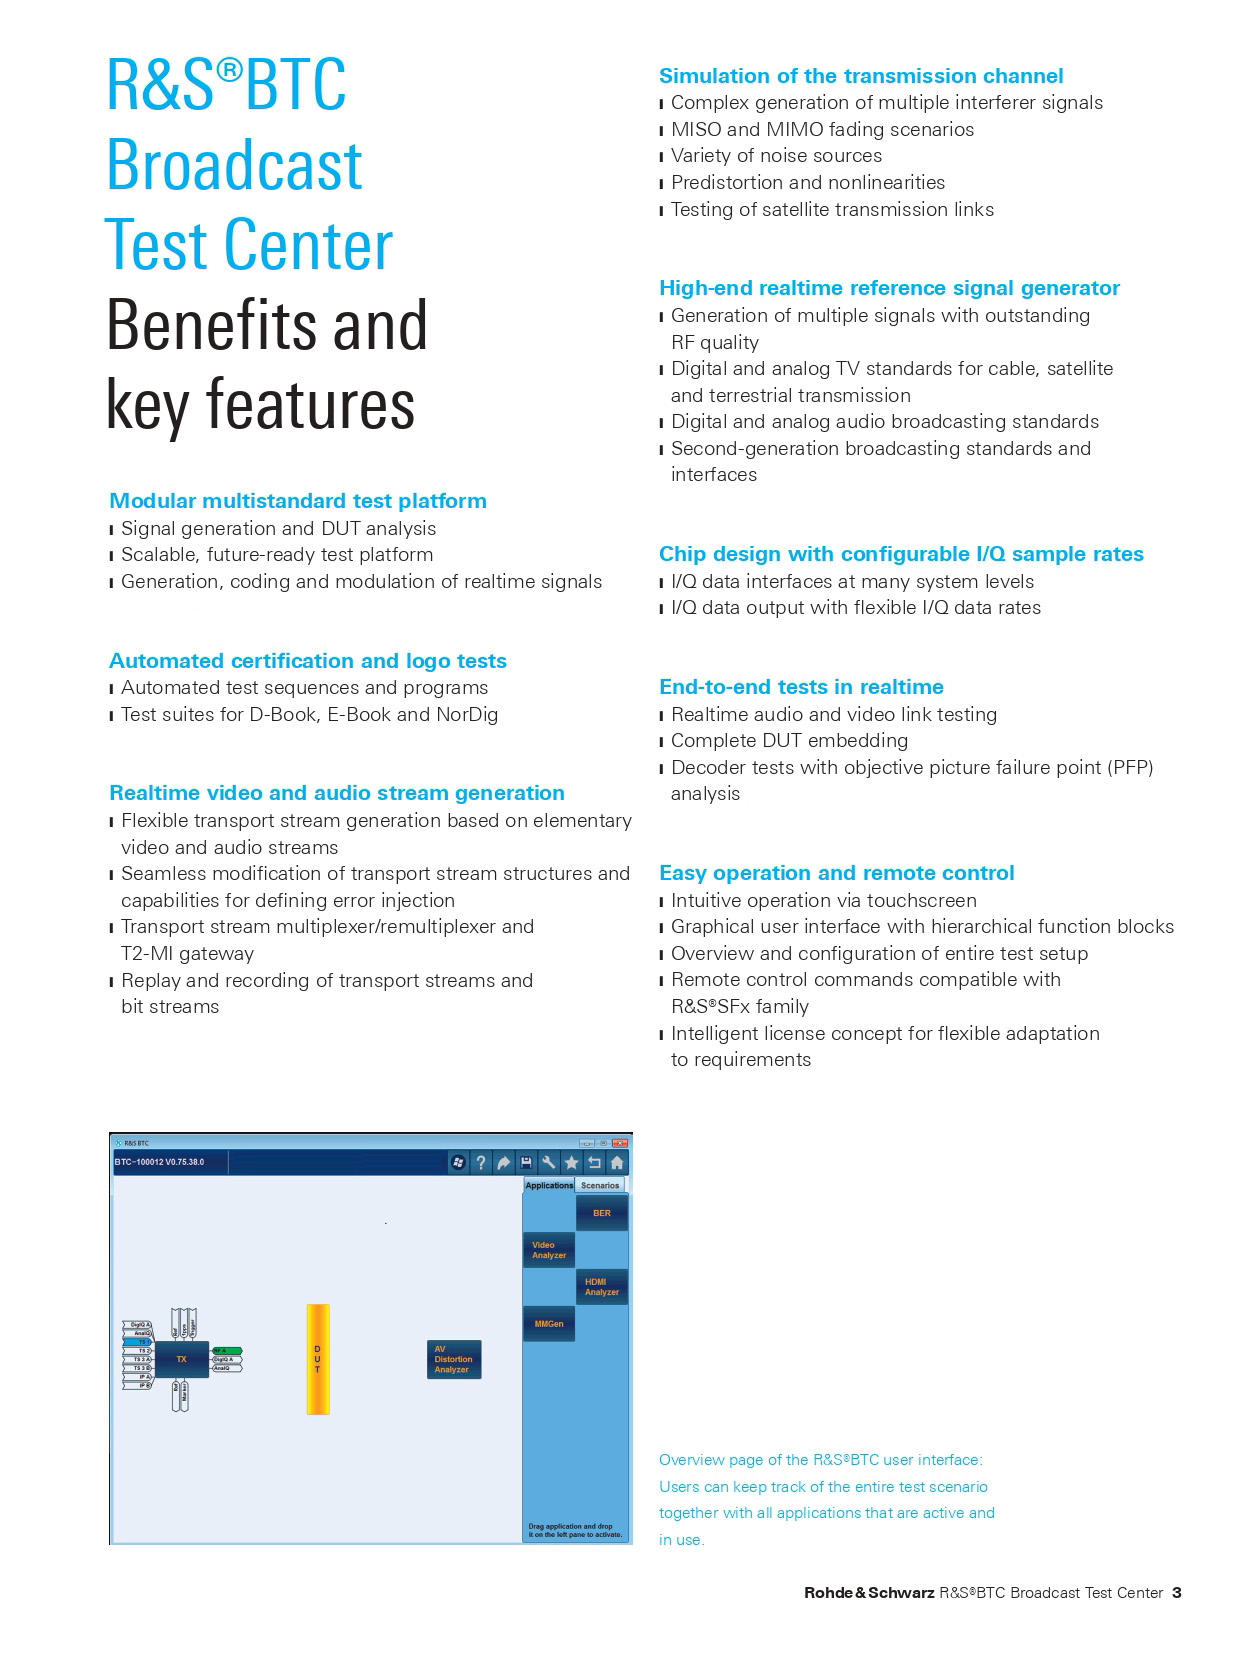 R&S®BTC
Broadcast
Test Center
Benefits and
key features
Modular multistandard test platform
ı Signal generation and DUT analysis
ı Scalable, future-ready test platform
ı Generation, coding and modulation of realtime signals
Automated certification and logo tests
ı Automated test sequences and programs
ı Test suites for D-Book, E-Book and NorDig
Realtime video and audio stream generation
ı Flexible transport stream generation based on elementary
video and audio streams
ı Seamless modification of transport stream structures and
capabilities for defining error injection
ı Transport stream multiplexer/remultiplexer and
T2-MI gateway
ı Replay and recording of transport streams and
bit streams
Simulation of the transmission channel
ı Complex generation of multiple interferer signals
ı MISO and MIMO fading scenarios
ı Variety of noise sources
ı Predistortion and nonlinearities
ı Testing of satellite transmission links
High-end realtime reference signal generator
ı Generation of multiple signals with outstanding
RF quality
ı Digital and analog TV standards for cable, satellite
and terrestrial transmission
ı Digital and analog audio broadcasting standards
ı Second-generation broadcasting standards and
interfaces
Chip design with configurable I/Q sample rates
ı I/Q data interfaces at many system levels
ı I/Q data output with flexible I/Q data rates
End-to-end tests in realtime
ı Realtime audio and video link testing
ı Complete DUT embedding
ı Decoder tests with objective picture failure point (PFP)
analysis
Easy operation and remote control
ı Intuitive operation via touchscreen
ı Graphical user interface with hierarchical function blocks
ı Overview and configuration of entire test setup
ı Remote control commands compatible with
R&S®SFx family
ı Intelligent license concept for flexible adaptation
to requirements
R&S BTC
BTC-100012 V0.75.38.0
Applications Scenarios
BER
Video
Analyzer
HDMI
Analyzer
MMGen
DigIQ A
AnaIQ
TS 1
TS 2
TS 3 A
TS 3 B
IP A
IP B
Ref
1pps
Trigger
TX
RF A
DigIQ A
AnaIQ
Ref
Marker
DUT
AV
Distortion
Analyzer
Drag application and drop
it on the left pane to activate.
Overview page of the R&S®BTC user interface:
Users can keep track of the entire test scenario
together with all applications that are active and
in use.
Rohde & Schwarz R&S®BTC Broadcast Test Center 3